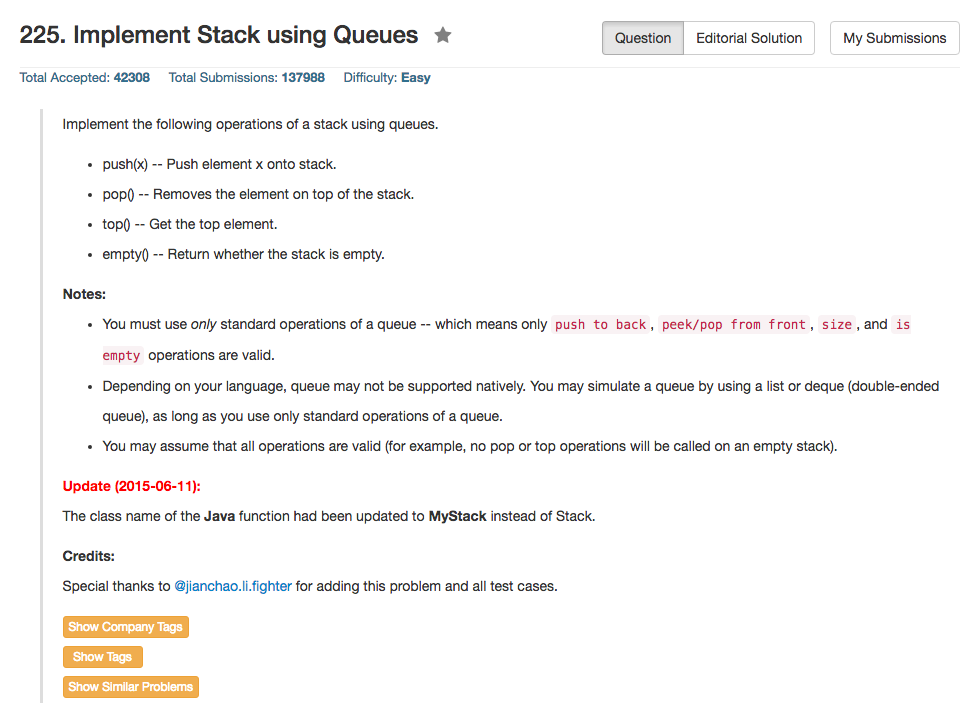 225. Implement Stack using Queues
Question Editorial Solution My Submissions
Total Accepted: 42308 Total Submissions: 137988 Difficulty: Easy
Implement the following operations of a stack using queues.
• push(x) -- Push element x onto stack.
• pop() -- Removes the element on top of the stack.
• top() -- Get the top element.
• empty() -- Return whether the stack is empty.
Notes:
• You must use only standard operations of a queue -- which means only push to back, peek/pop from front, size, and is
empty operations are valid.
• Depending on your language, queue may not be supported natively. You may simulate a queue by using a list or deque (double-ended
queue), as long as you use only standard operations of a queue.
• You may assume that all operations are valid (for example, no pop or top operations will be called on an empty stack).
Update (2015-06-11):
The class name of the Java function had been updated to MyStack instead of Stack.
Credits:
Special thanks to @jianchao.li.fighter for adding this problem and all test cases.
Show Company Tags
Show Tags
Show Similar Problems